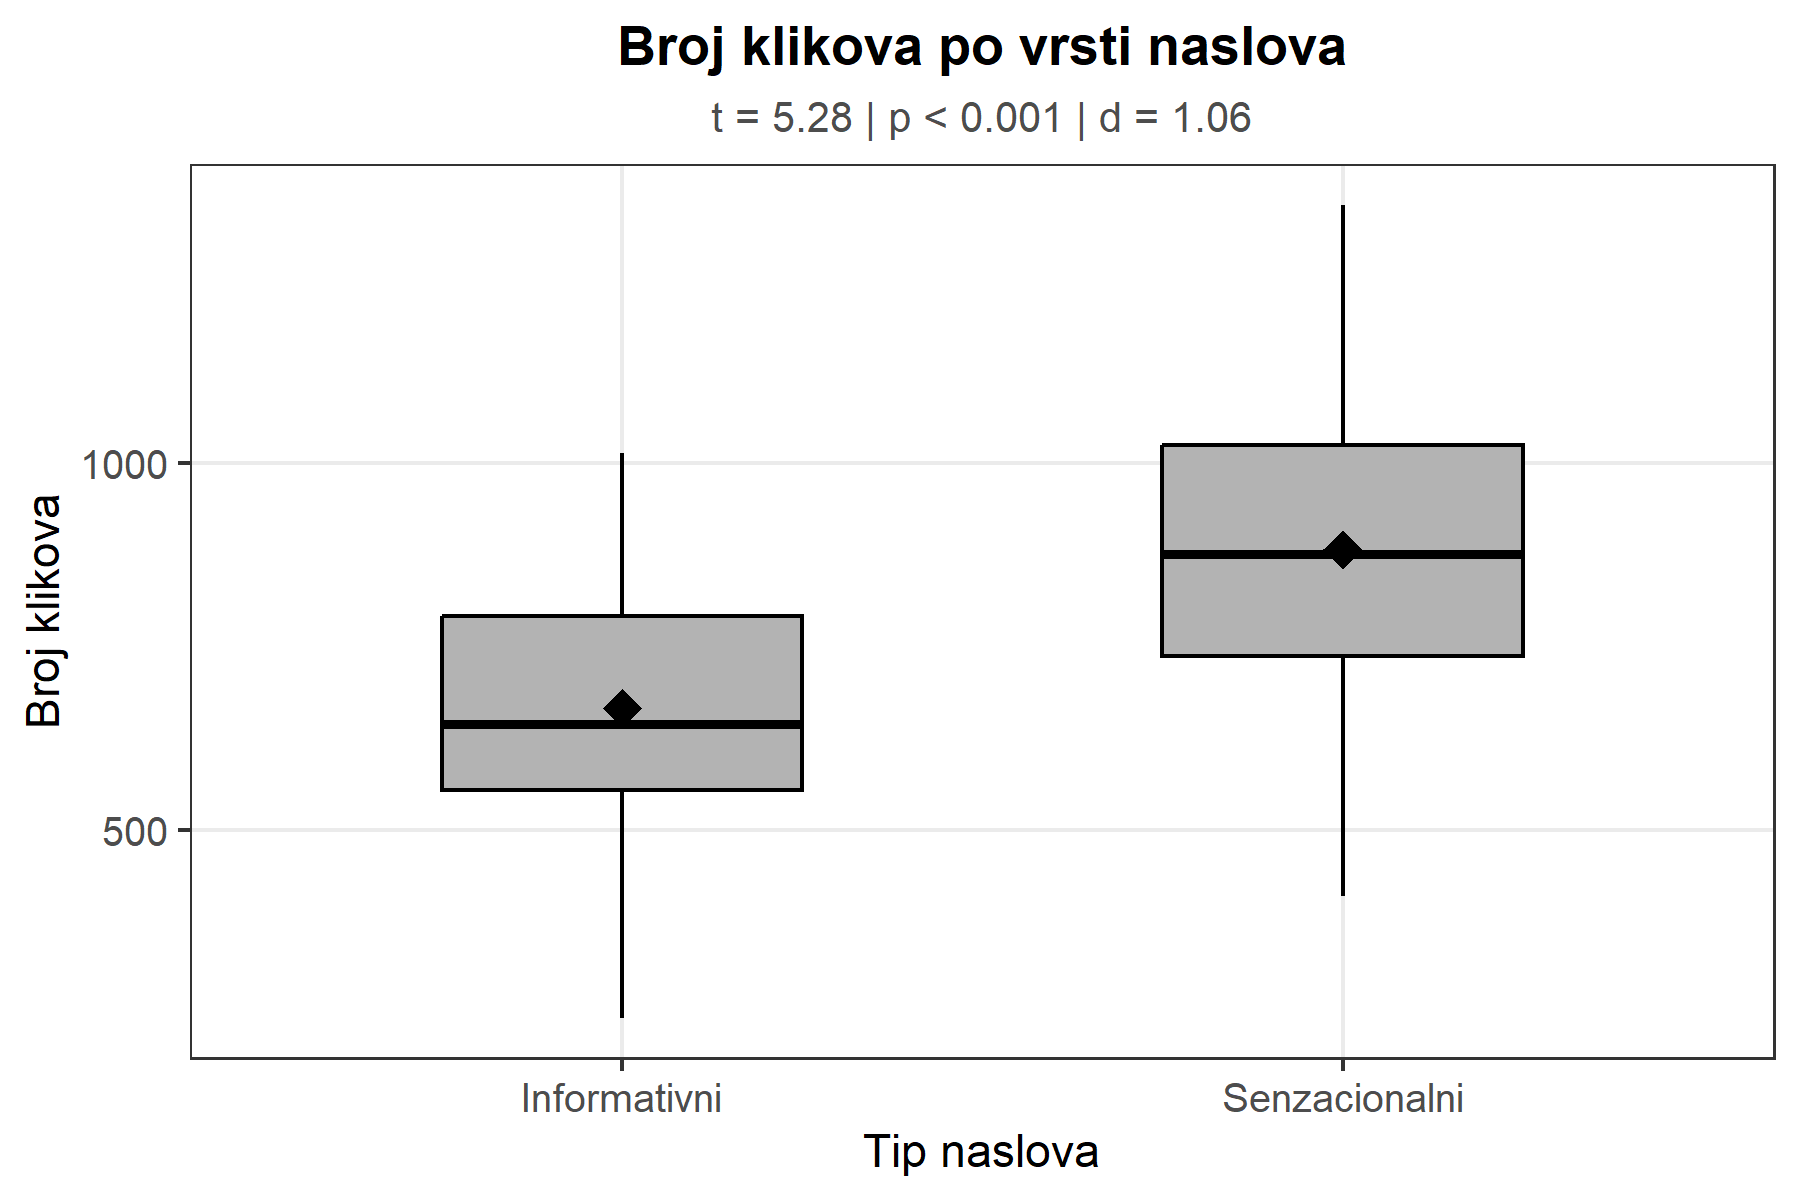 Broj klikova po vrsti naslova
t = 5.28 | p < 0.001 | d = 1.06
Broj klikova
1000
500
Informativni
Senzacionalni
Tip naslova